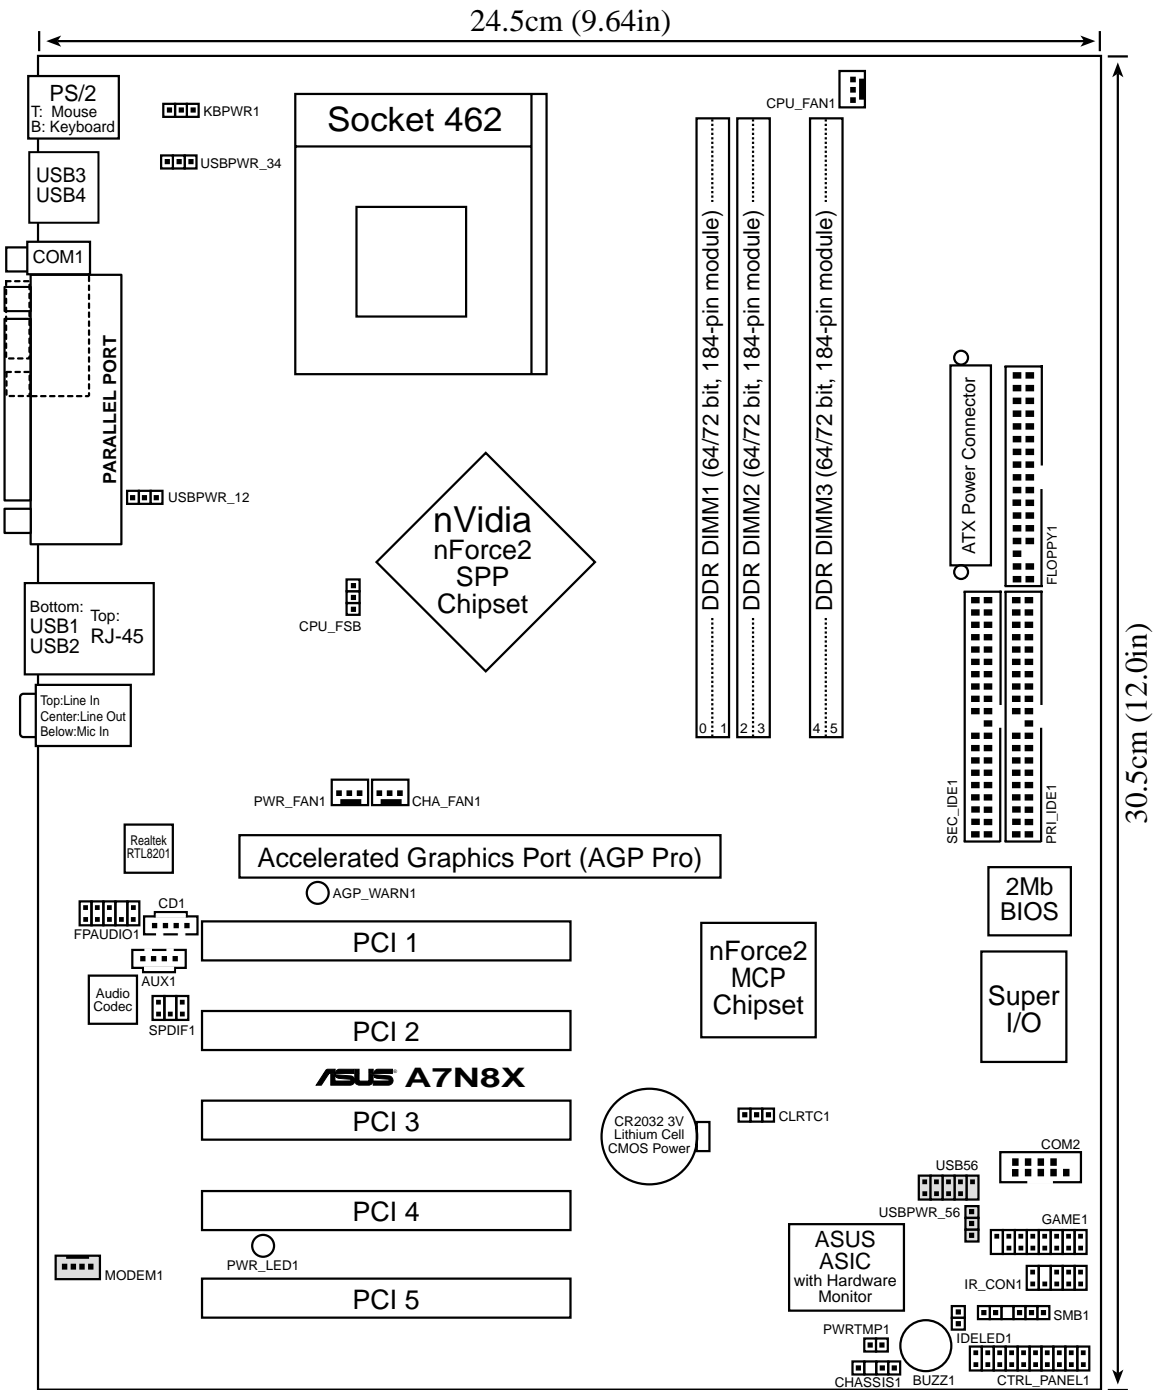 24.5cm (9.64in)
PS/2
T: Mouse
B: Keyboard
KBPWR1
Socket 462
CPU_FAN1
USBPWR_34
USB3
USB4
COM1
PARALLEL PORT
DDR DIMM1 (64/72 bit, 184-pin module)
DDR DIMM2 (64/72 bit, 184-pin module)
DDR DIMM3 (64/72 bit, 184-pin module)
0 1
2 3
4 5
ATX Power Connector
FLOPPY1
USBPWR_12
nVidia
nForce2
SPP
Chipset
CPU_FSB
Bottom:
USB1
USB2
Top:
RJ-45
Top:Line In
Center:Line Out
Below:Mic In
30.5cm (12.0in)
SEC_IDE1
PRI_IDE1
PWR_FAN1
CHA_FAN1
Realtek
RTL8201
Accelerated Graphics Port (AGP Pro)
AGP_WARN1
2Mb
BIOS
CD1
FPAUDIO1
PCI 1
nForce2
MCP
Chipset
AUX1
Audio
Codec
SPDIF1
Super
I/O
PCI 2
ASUS A7N8X
PCI 3
CR2032 3V
Lithium Cell
CMOS Power
CLRTC1
COM2
USB56
PCI 4
USBPWR_56
GAME1
PWR_LED1
MODEM1
ASUS
ASIC
with Hardware
Monitor
IR_CON1
PCI 5
SMB1
PWRTMP1
IDELED1
CHASSIS1
BUZZ1
CTRL_PANEL1